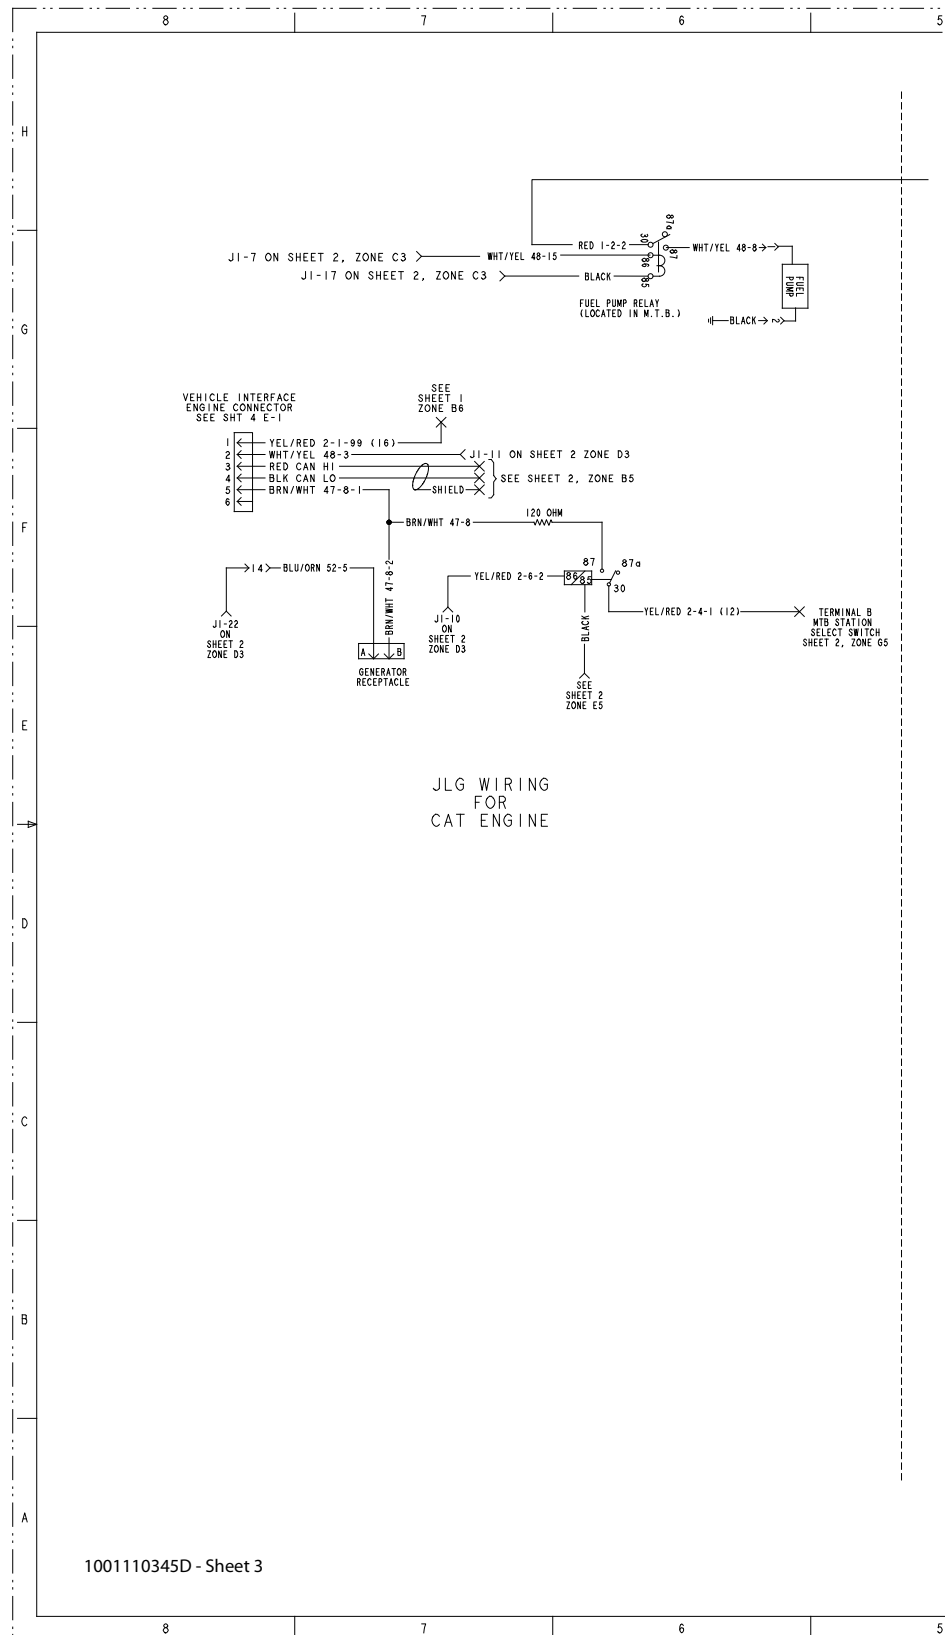 8 7 6 5
H
87a
30
RED 1-2-2
87
WHT/YEL 48-8
J1-7 ON SHEET 2, ZONE C3
WHT/YEL 48-15
86
J1-17 ON SHEET 2, ZONE C3
BLACK
85
FUEL
PUMP
FUEL PUMP RELAY
(LOCATED IN M.T.B.)
BLACK
2
G
VEHICLE INTERFACE
ENGINE CONNECTOR
SEE SHT 4 E-1
SEE
SHEET 1
ZONE B6
1 YEL/RED 2-1-99 (16)
2 WHT/YEL 48-3
J1-11 ON SHEET 2 ZONE D3
3 RED CAN HI
4 BLK CAN LO
SEE SHEET 2, ZONE B5
5 BRN/WHT 47-8-1
SHIELD
6
F
BRN/WHT 47-8
120 OHM
14 BLU/ORN 52-5
BRN/WHT 47-8-2
YEL/RED 2-6-2
86
85
87
87a
30
YEL/RED 2-4-1 (12)
TERMINAL B
MTB STATION
SELECT SWITCH
SHEET 2, ZONE G5
J1-22
ON
SHEET 2
ZONE D3
J1-10
ON
SHEET 2
ZONE D3
BLACK
A B
GENERATOR
RECEPTACLE
SEE
SHEET 2
ZONE E5
E
JLG WIRING
FOR
CAT ENGINE
D
C
B
A
1001110345D - Sheet 3
8 7 6 5